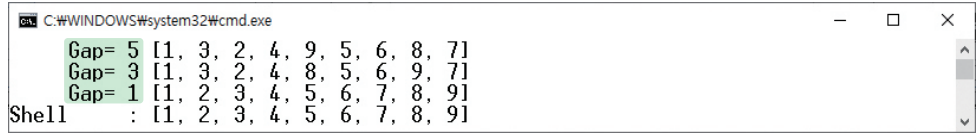 C:₩WINDOWS₩system32₩cmd.exe
Gap= 5 [1, 3, 2, 4, 9, 5, 6, 8, 7]
Gap= 3 [1, 3, 2, 4, 8, 5, 6, 9, 7]
Gap= 1 [1, 2, 3, 4, 5, 6, 7, 8, 9]
Shell : [1, 2, 3, 4, 5, 6, 7, 8, 9]